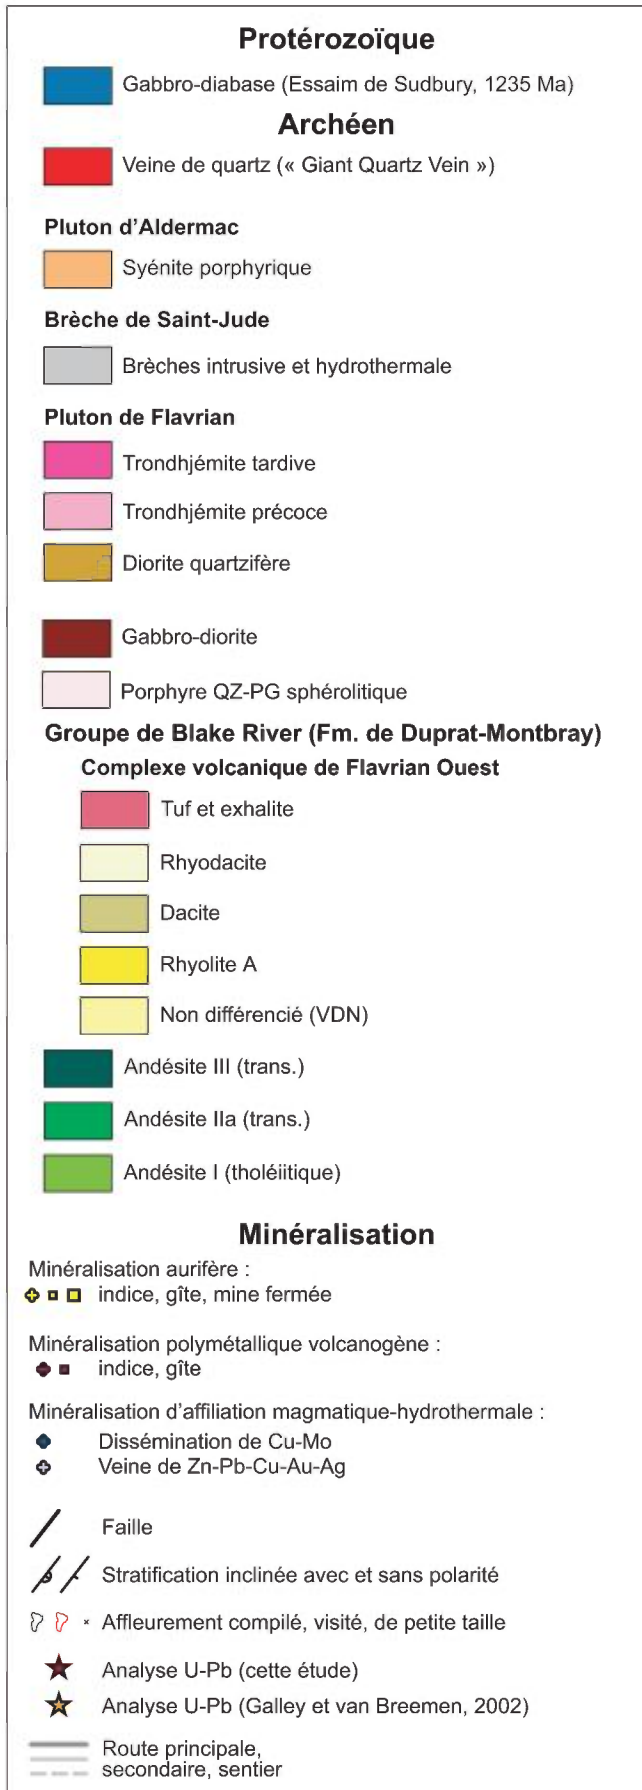 Protérozoïque
Gabbro-diabase (Essaim de Sudbury, 1235 Ma)
Archéen
Veine de quartz (« Giant Quartz Vein »)
Pluton d'Aldermac
Syénite porphyrique
Brèche de Saint-Jude
Brèches intrusive et hydrothermale
Pluton de Flavrian
Trondhjémite tardive
Trondhjémite précoce
Diorite quartzifère
Gabbro-diorite
Porphyre QZ-PG sphérolitique
Groupe de Blake River (Fm. de Duprat-Montbray)
Complexe volcanique de Flavrian Ouest
Tuf et exhalite
Rhyodacite
Dacite
Rhyolite A
Non différencié (VDN)
Andésite III (trans.)
Andésite IIa (trans.)
Andésite I (tholéiitique)
Minéralisation
Minéralisation aurifère :
indice, gîte, mine fermée
Minéralisation polymétallique volcanogène :
indice, gîte
Minéralisation d'affiliation magmatique-hydrothermale :
Dissémination de Cu-Mo
Veine de Zn-Pb-Cu-Au-Ag
Faille
Stratification inclinée avec et sans polarité
Affleurement compilé, visité, de petite taille
Analyse U-Pb (cette étude)
Analyse U-Pb (Galley et van Breemen, 2002)
Route principale,
secondaire, sentier